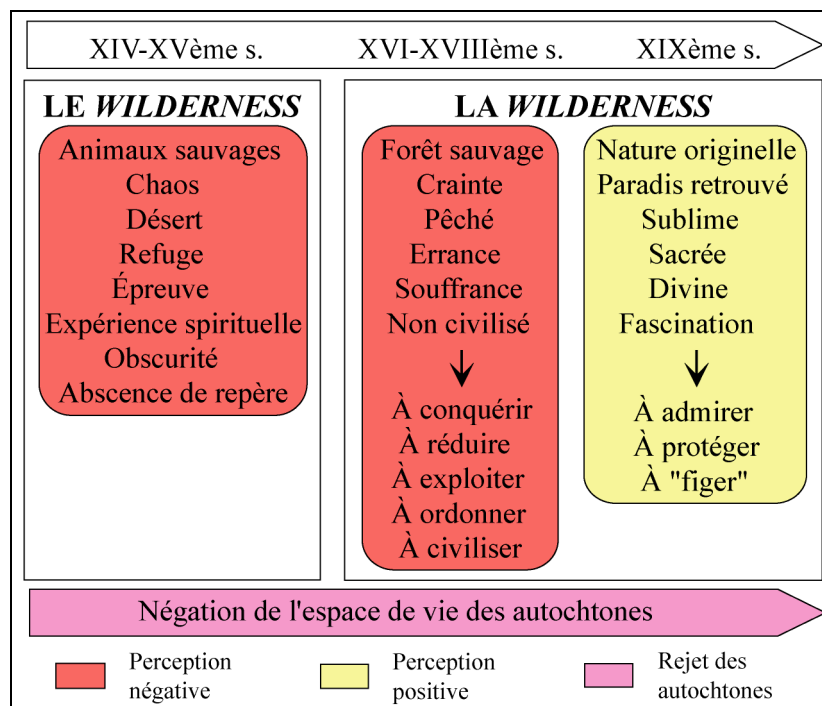 XIV-XVème s.
XVI-XVIIIème s.
XIXème s.
LE WILDERNESS
Animaux sauvages
Chaos
Désert
Refuge
Épreuve
Expérience spirituelle
Obscurité
Abscence de repère
LA WILDERNESS
Forêt sauvage
Crainte
Pêché
Errance
Souffrance
Non civilisé
À conquérir
À réduire
À exploiter
À ordonner
À civiliser
Nature originelle
Paradis retrouvé
Sublime
Sacrée
Divine
Fascination
À admirer
À protéger
À "figer"
Négation de l'espace de vie des autochtones
Perception
négative
Perception
positive
Rejet des
autochtones